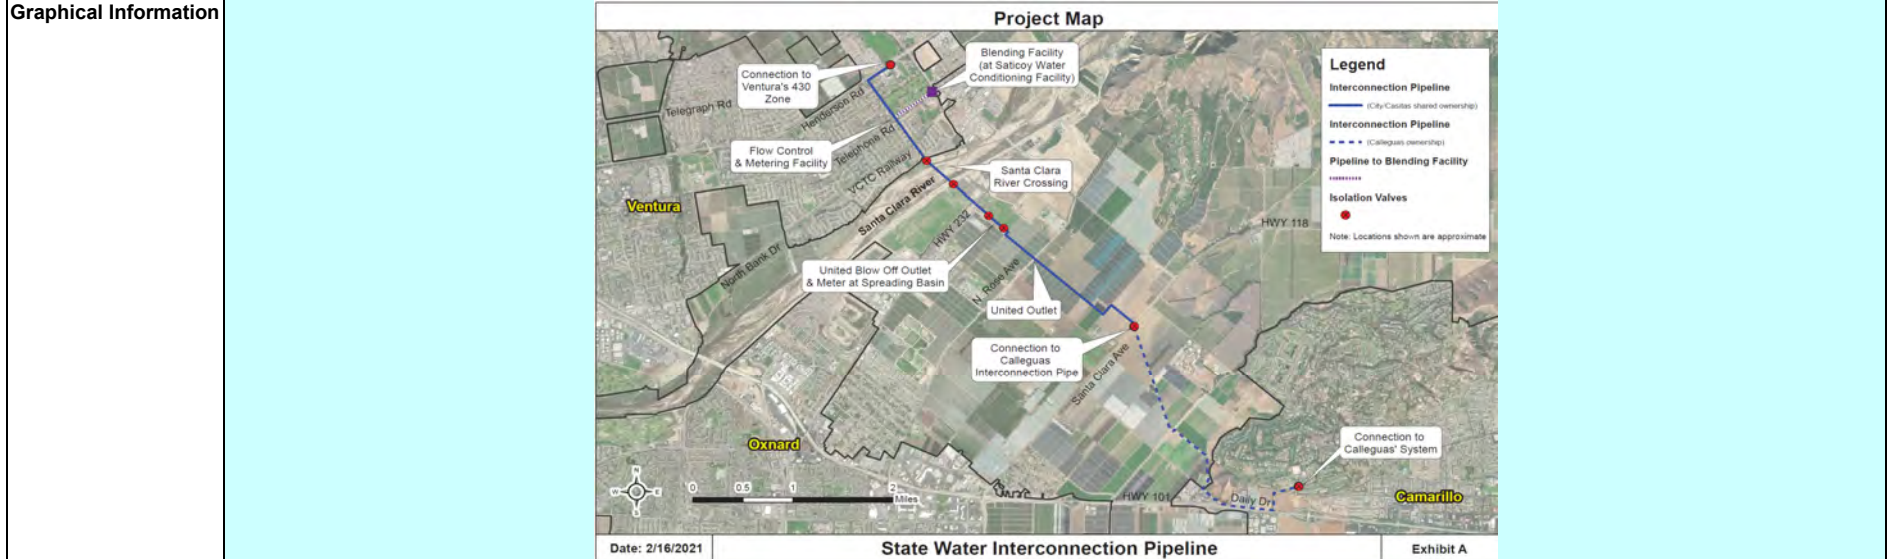 Graphical Information
Project Map
Connection to
Ventura's 430
Zone
Blending Facility
(at Saticoy Water
Conditioning Facility)
Telegraph Rd
Henderson Rd
Telephone Rd
Flow Control
& Metering Facility
VCTC Railway
Santa Clara
River Crossing
Ventura
Santa Clara River
HWY 232
HWY 118
North Bank Dr
United Blow Off Outlet
& Meter at Spreading Basin
N. Rose Ave
United Outlet
Connection to
Calleguas
Interconnection Pipe
Santa Clara Ave
Oxnard
Connection to
Calleguas' System
Camarillo
HWY 101
Daily Dr
N
W
E
S
0
0.5
1
2
Miles
Legend
Interconnection Pipeline
(City/Casitas shared ownership)
Interconnection Pipeline
(Calleguas ownership)
Pipeline to Blending Facility
Isolation Valves
Note: Locations shown are approximate
Date: 2/16/2021
State Water Interconnection Pipeline
Exhibit A